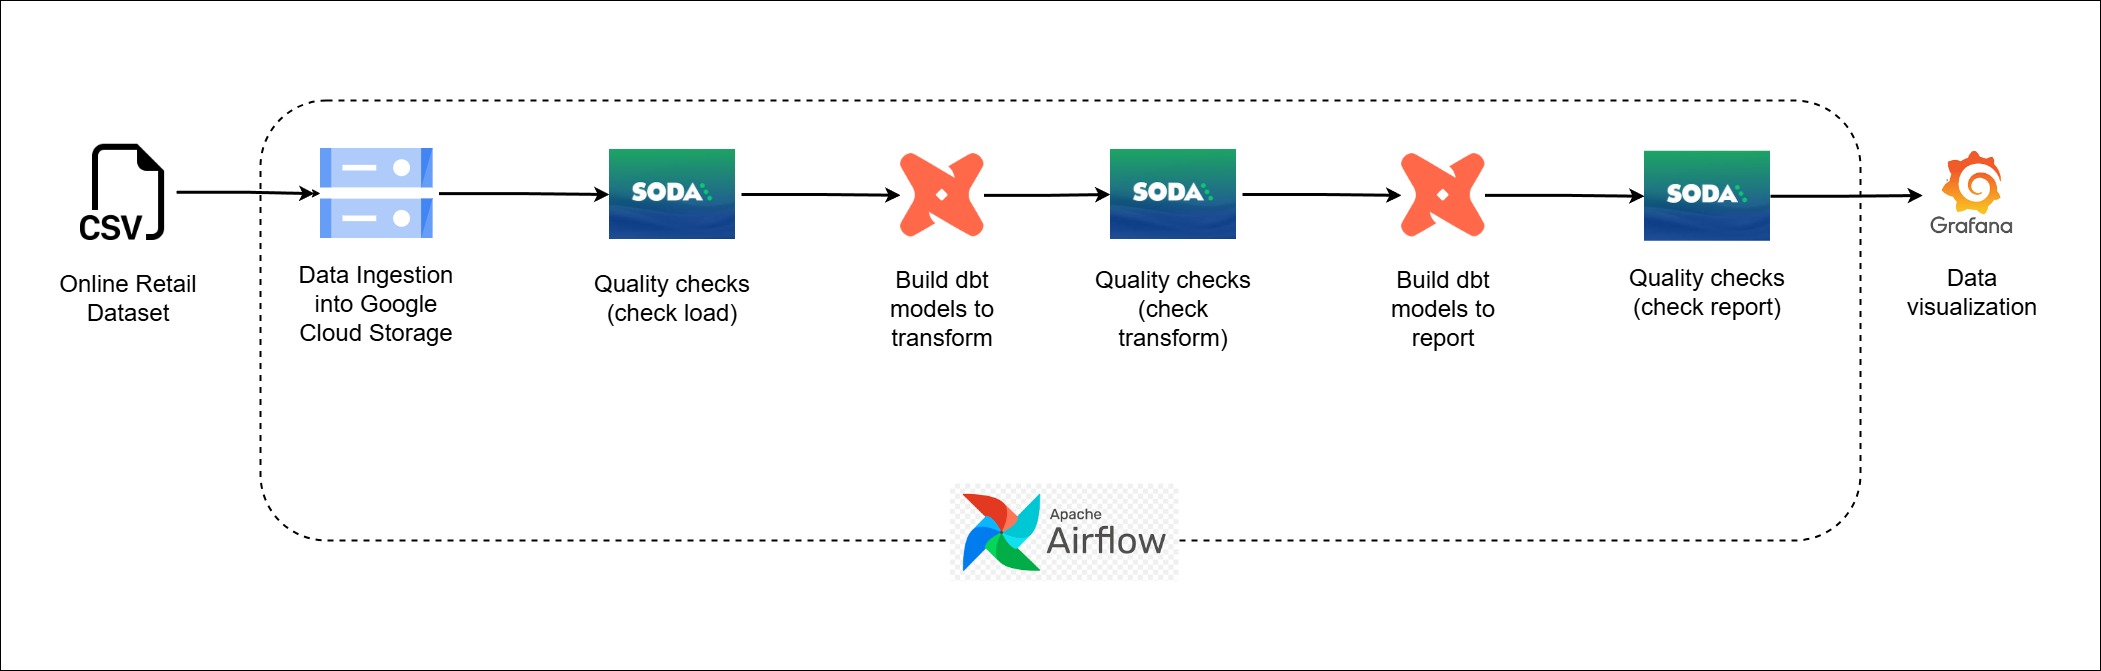 CSV
Online Retail
Dataset
Data Ingestion
into Google
Cloud Storage
SODA
Quality checks
(check load)
Build dbt
models to
transform
SODA
Quality checks
(check
transform)
Build dbt
models to
report
SODA
Quality checks
(check report)
Grafana
Data
visualization
Apache
Airflow